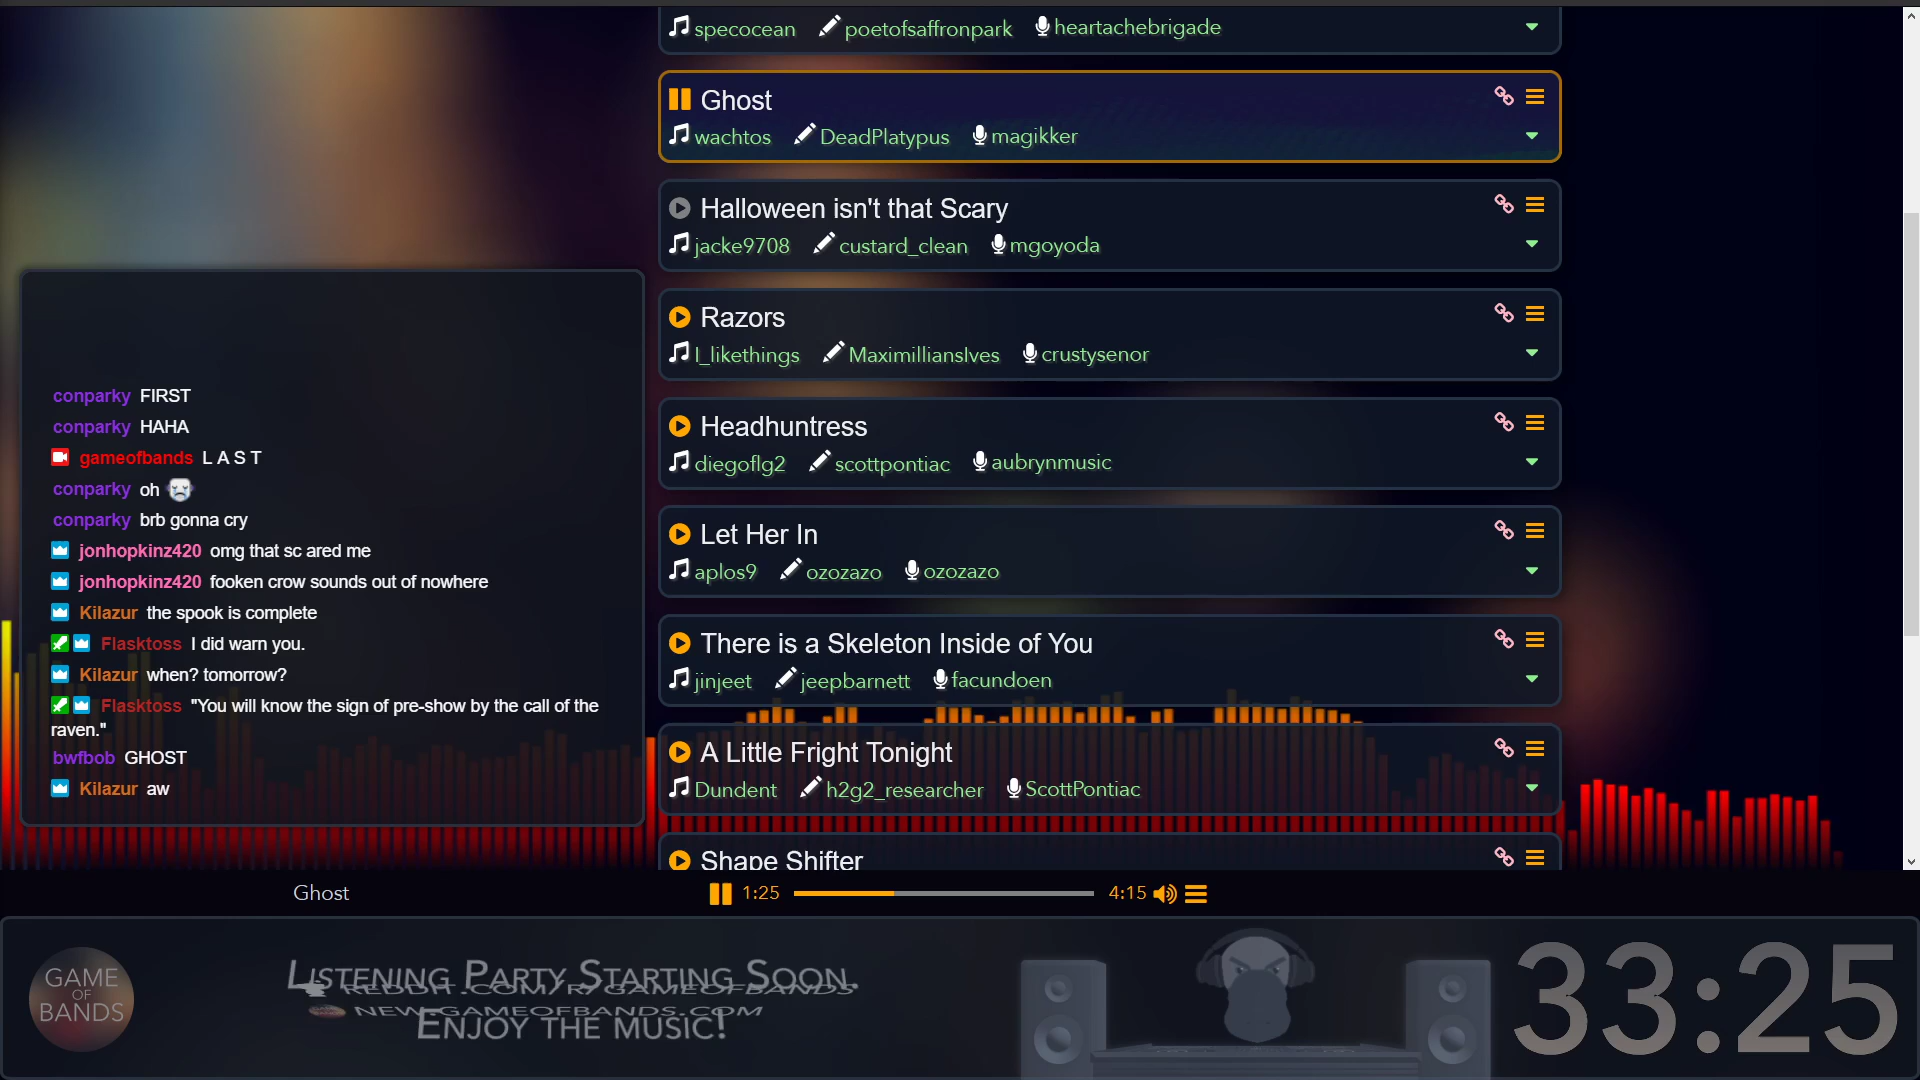 specocean poetofsaffronpark heartachebrigade
Ghost
wachtos DeadPlatypus magikker
Halloween isn't that Scary
jacke9708 custard_clean mgoyoda
Razors
I_likethings MaximilliansIves crustysenor
Headhuntress
diegoflg2 scottpontiac aubrynmusic
Let Her In
aplos9 ozozazo ozozazo
There is a Skeleton Inside of You
jinjeet jeepbarnett facundoen
A Little Fright Tonight
Dundent h2g2_researcher ScottPontiac
Shape Shifter
conparky FIRST
conparky HAHA
gameofbands L A S T
conparky oh
conparky brb gonna cry
jonhopkinz420 omg that sc ared me
jonhopkinz420 fooken crow sounds out of nowhere
Kilazur the spook is complete
Flasktoss I did warn you.
Kilazur when? tomorrow?
Flasktoss "You will know the sign of pre-show by the call of the
raven."
bwfbob GHOST
Kilazur aw
Ghost 1:25 4:15
GAME
OF
BANDS
LISTENING PARTY STARTING SOON.
REDDIT.COM/R/GAMEOFBANDS
NEW.GAMEOFBANDS.COM
ENJOY THE MUSIC!
33:25